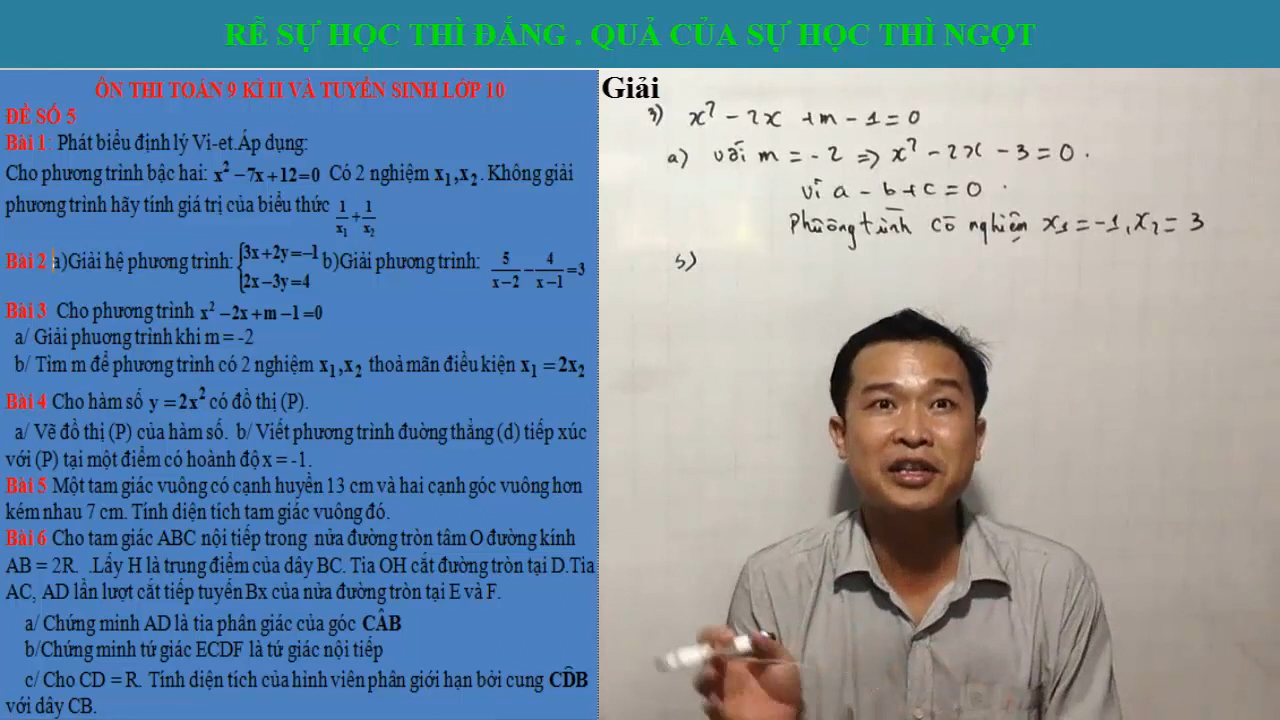 RỄ SỰ HỌC THÌ ĐẮNG . QUẢ CỦA SỰ HỌC THÌ NGỌT
ÔN THI TOÁN 9 KÌ II VÀ TUYỂN SINH LỚP 10
ĐỀ SỐ 5
Bài 1: Phát biểu định lý Vi-et.Áp dụng:
Cho phương trình bậc hai: x² −7x+12=0 Có 2 nghiệm x₁,x₂. Không giải
phương trình hãy tính giá trị của biểu thức 1/x₁ + 1/x₂
Bài 2 a)Giải hệ phương trình: {3x+2y=−1 2x−3y=4 b)Giải phương trình: 5/(x−2) − 4/(x−1) =3
Bài 3 Cho phương trình x² −2x+m−1=0
a/ Giải phuơng trình khi m = -2
b/ Tìm m để phương trình có 2 nghiệm x₁,x₂ thoả mãn điều kiện x₁ = 2x₂
Bài 4 Cho hàm số y = 2x² có đồ thị (P).
a/ Vẽ đồ thị (P) của hàm số. b/ Viết phương trình đuờng thẳng (d) tiếp xúc
với (P) tại một điểm có hoành độ x = -1.
Bài 5 Một tam giác vuông có cạnh huyền 13 cm và hai cạnh góc vuông hơn
kém nhau 7 cm. Tính diện tích tam giác vuông đó.
Bài 6 Cho tam giác ABC nội tiếp trong nửa đường tròn tâm O đường kính
AB = 2R. .Lấy H là trung điểm của dây BC. Tia OH cắt đường tròn tại D.Tia
AC, AD lần lượt cắt tiếp tuyến Bx của nửa đường tròn tại E và F.
a/ Chứng minh AD là tia phân giác của góc CÂB
b/Chứng minh tứ giác ECDF là tứ giác nội tiếp
c/ Cho CD = R. Tính diện tích của hình viên phân giới hạn bởi cung CD̂B
với dây CB.
Giải
3) x² − 2x + m − 1 = 0
a) với m = − 2 => x² − 2x − 3 = 0 .
vì a − b + c = 0 .
Phương trình có nghiệm x₁ = −1, x₂ = 3